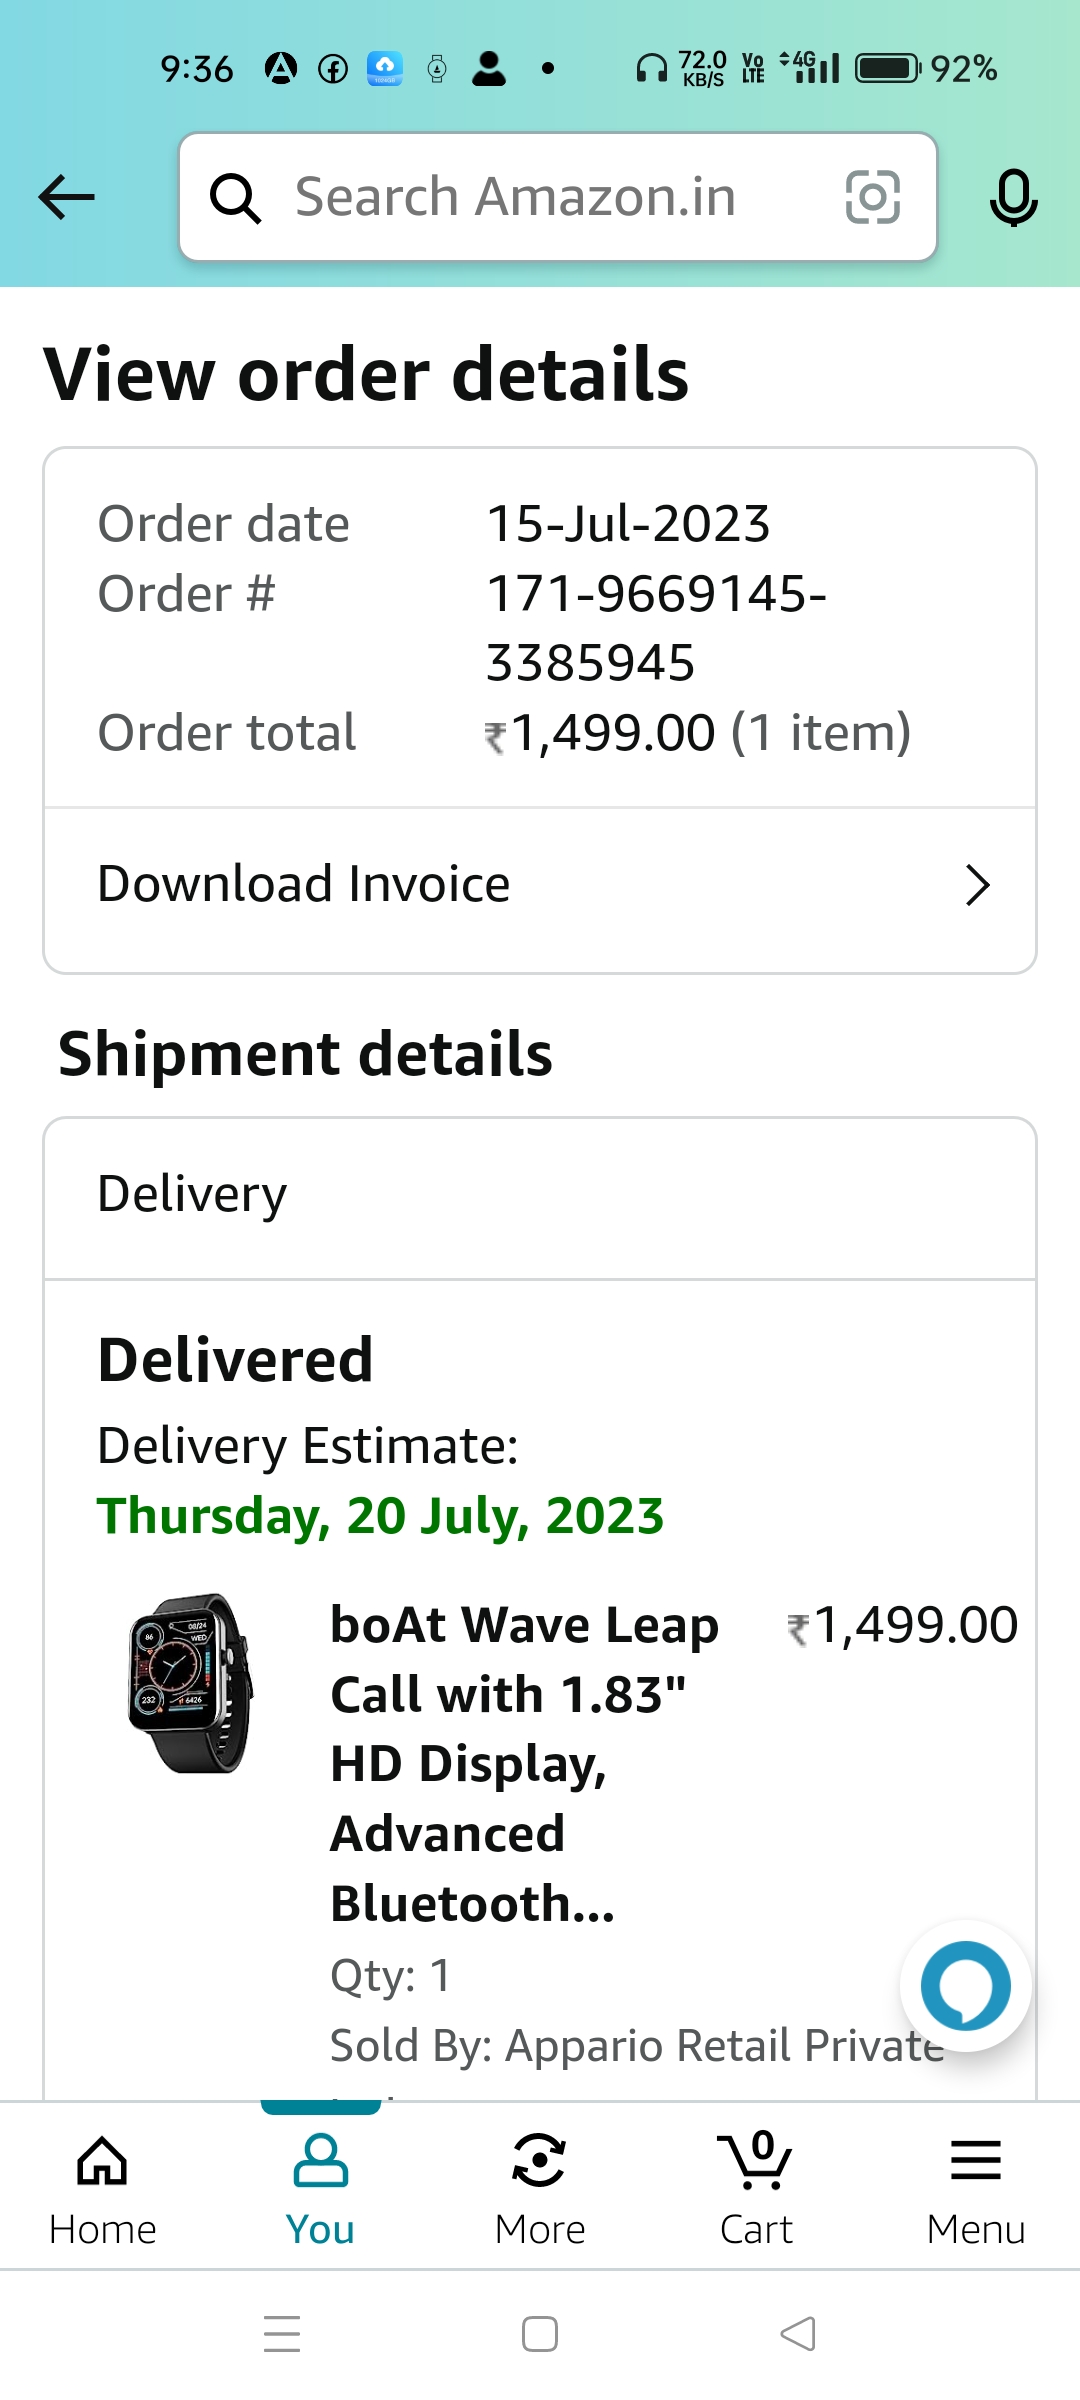 9:36 72.0 KB/S Vo LTE 4G 92%
Search Amazon.in
View order details
Order date 15-Jul-2023
Order # 171-9669145-
3385945
Order total ₹1,499.00 (1 item)
Download Invoice
Shipment details
Delivery
Delivered
Delivery Estimate:
Thursday, 20 July, 2023
boAt Wave Leap ₹1,499.00
Call with 1.83"
HD Display,
Advanced
Bluetooth...
Qty: 1
Sold By: Appario Retail Private
0
Home You More Cart Menu